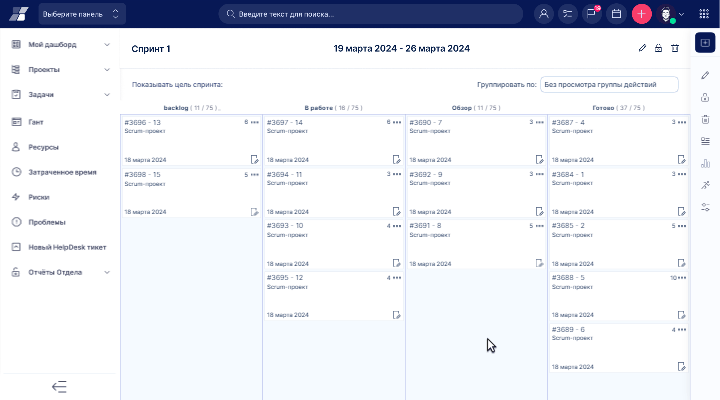 Выберите панель
Введите текст для поиска...
19
Мой дашборд
Проекты
Задачи
Гант
Ресурсы
Затраченное время
Риски
Проблемы
Новый HelpDesk тикет
Отчёты Отдела
Спринт 1
19 марта 2024 - 26 марта 2024
Показывать цель спринта:
Группировать по:
Без просмотра группы действий
backlog ( 11 / 75 )
В работе ( 16 / 75 )
Обзор ( 11 / 75 )
Готово ( 37 / 75 )
#3696 - 13
6
Scrum-проект
18 марта 2024
#3698 - 15
5
Scrum-проект
18 марта 2024
#3697 - 14
6
Scrum-проект
18 марта 2024
#3694 - 11
3
Scrum-проект
18 марта 2024
#3693 - 10
4
Scrum-проект
18 марта 2024
#3695 - 12
4
Scrum-проект
18 марта 2024
#3690 - 7
3
Scrum-проект
18 марта 2024
#3692 - 9
3
Scrum-проект
18 марта 2024
#3691 - 8
5
Scrum-проект
18 марта 2024
#3687 - 4
3
Scrum-проект
18 марта 2024
#3684 - 1
3
Scrum-проект
18 марта 2024
#3685 - 2
5
Scrum-проект
18 марта 2024
#3688 - 5
10
Scrum-проект
18 марта 2024
#3689 - 6
4
Scrum-проект
18 марта 2024